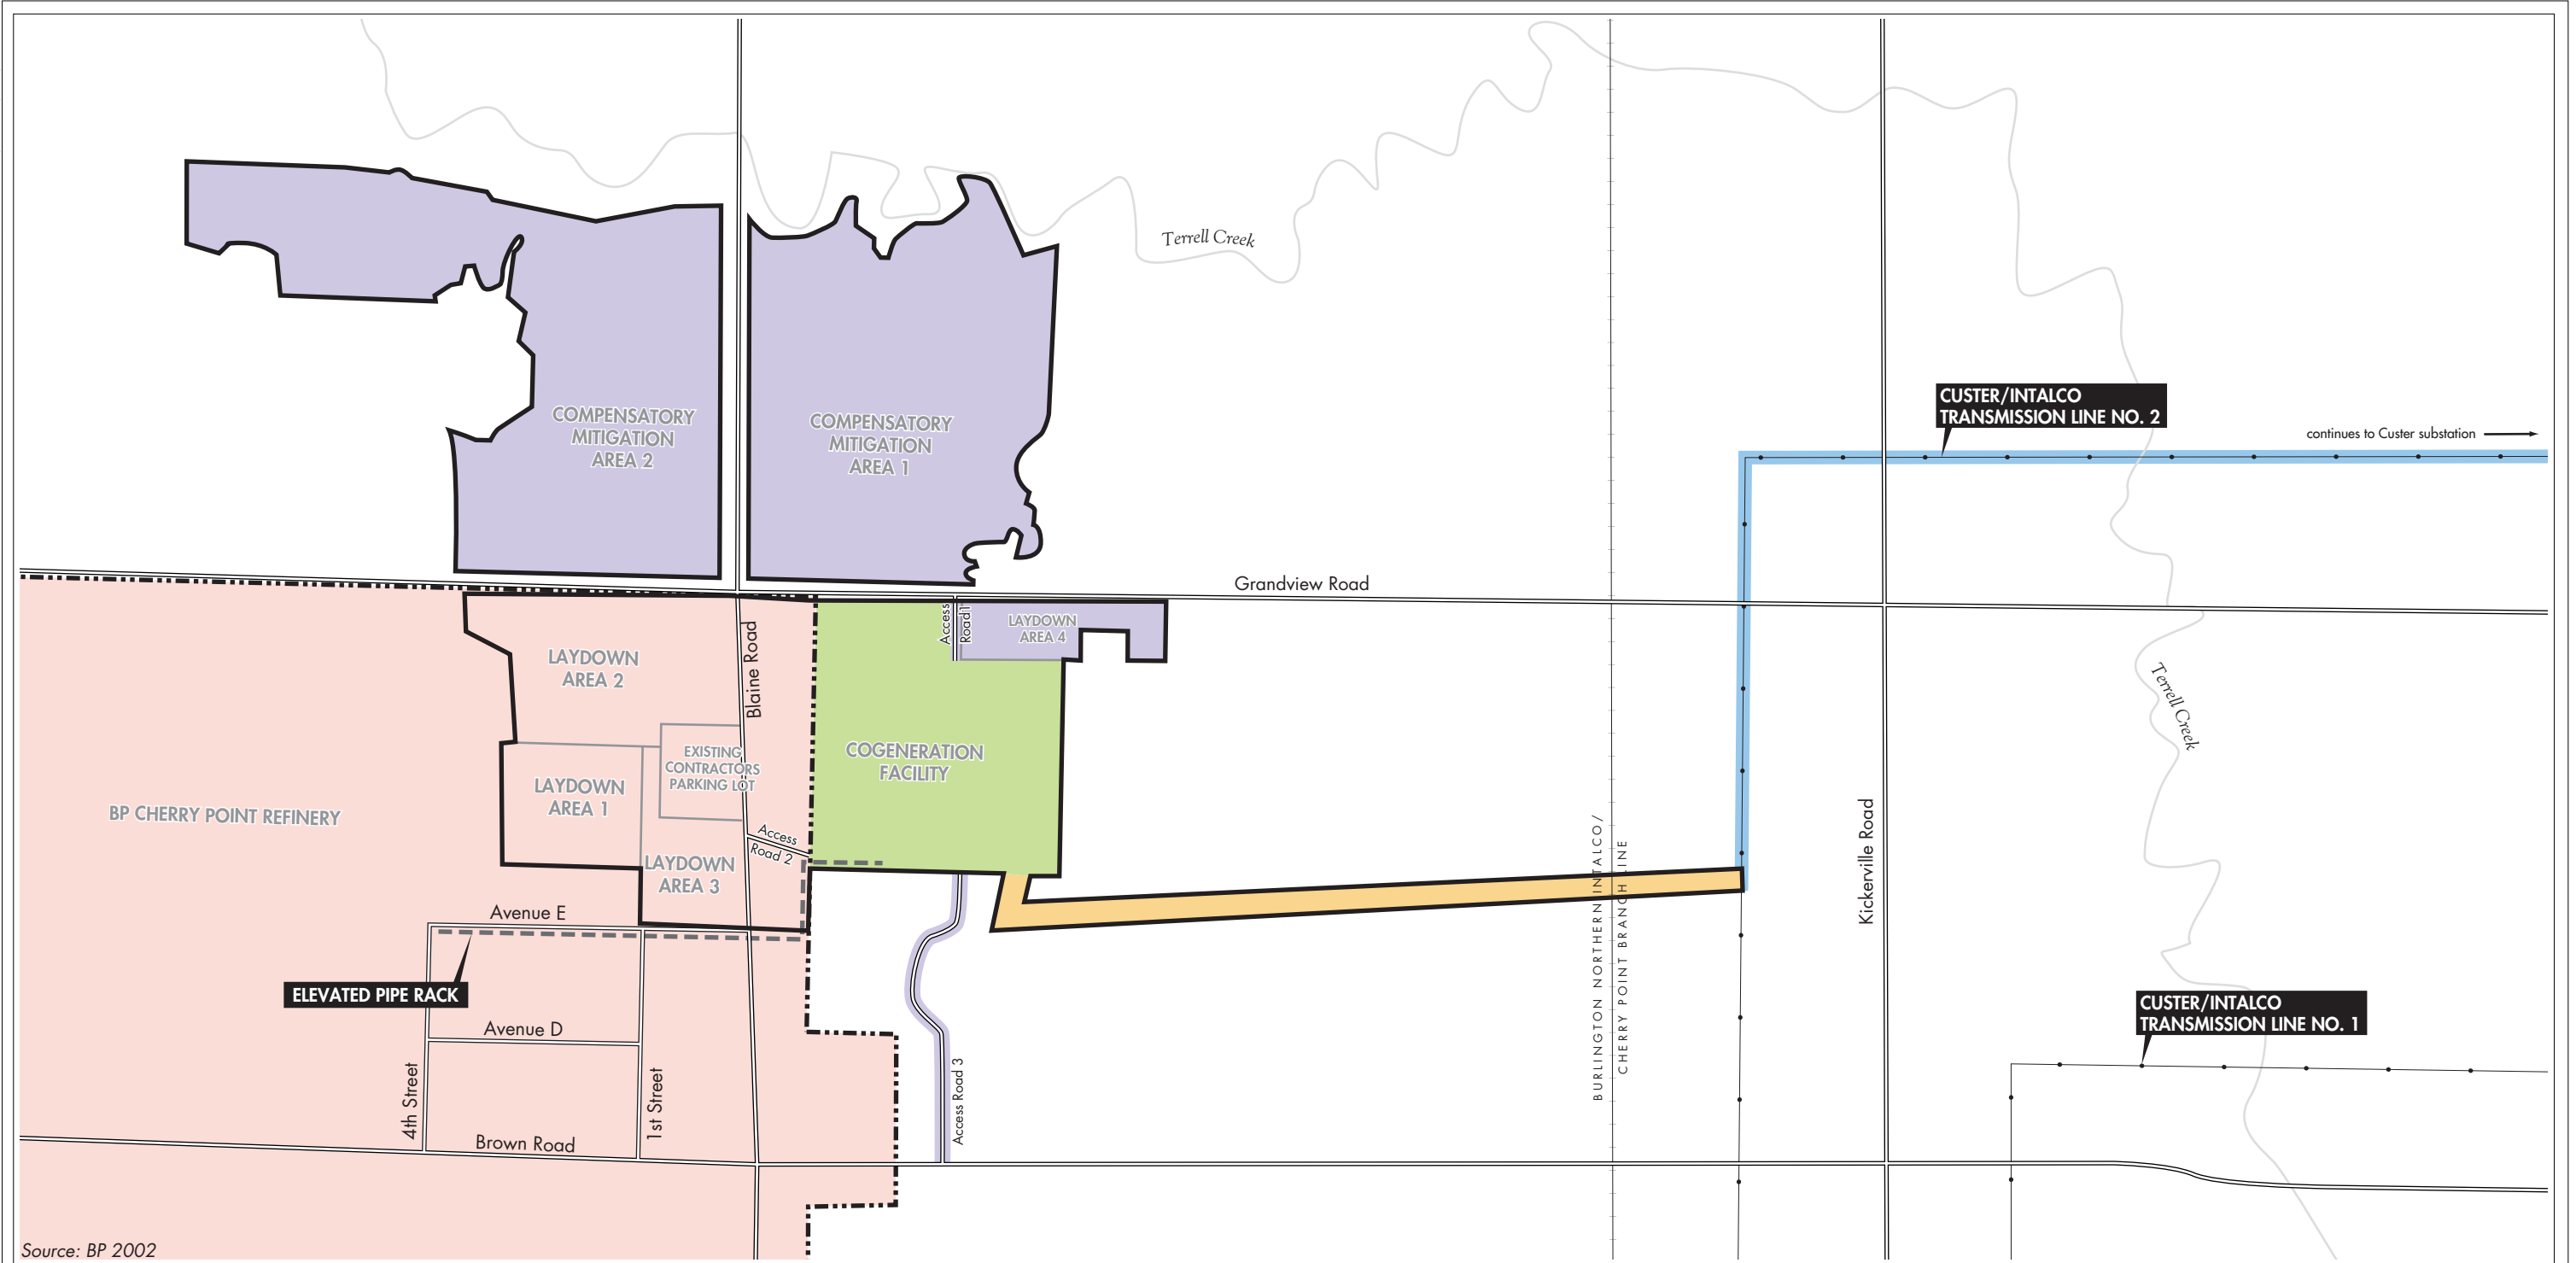 Terrell Creek
COMPENSATORY
MITIGATION
AREA 2
COMPENSATORY
MITIGATION
AREA 1
CUSTER/INTALCO
TRANSMISSION LINE NO. 2
continues to Custer substation
Grandview Road
LAYDOWN
AREA 2
Blaine Road
Access
Road1
LAYDOWN
AREA 4
Terrell Creek
EXISTING
CONTRACTORS
PARKING LOT
COGENERATION
FACILITY
BP CHERRY POINT REFINERY
LAYDOWN
AREA 1
Access
Road 2
LAYDOWN
AREA 3
BURLINGTON NORTHERN INTALCO/
CHERRY POINT BRANCH LINE
Kickerville Road
Avenue E
ELEVATED PIPE RACK
CUSTER/INTALCO
TRANSMISSION LINE NO. 1
Avenue D
4th Street
1st Street
Access Road 3
Brown Road
Source: BP 2002